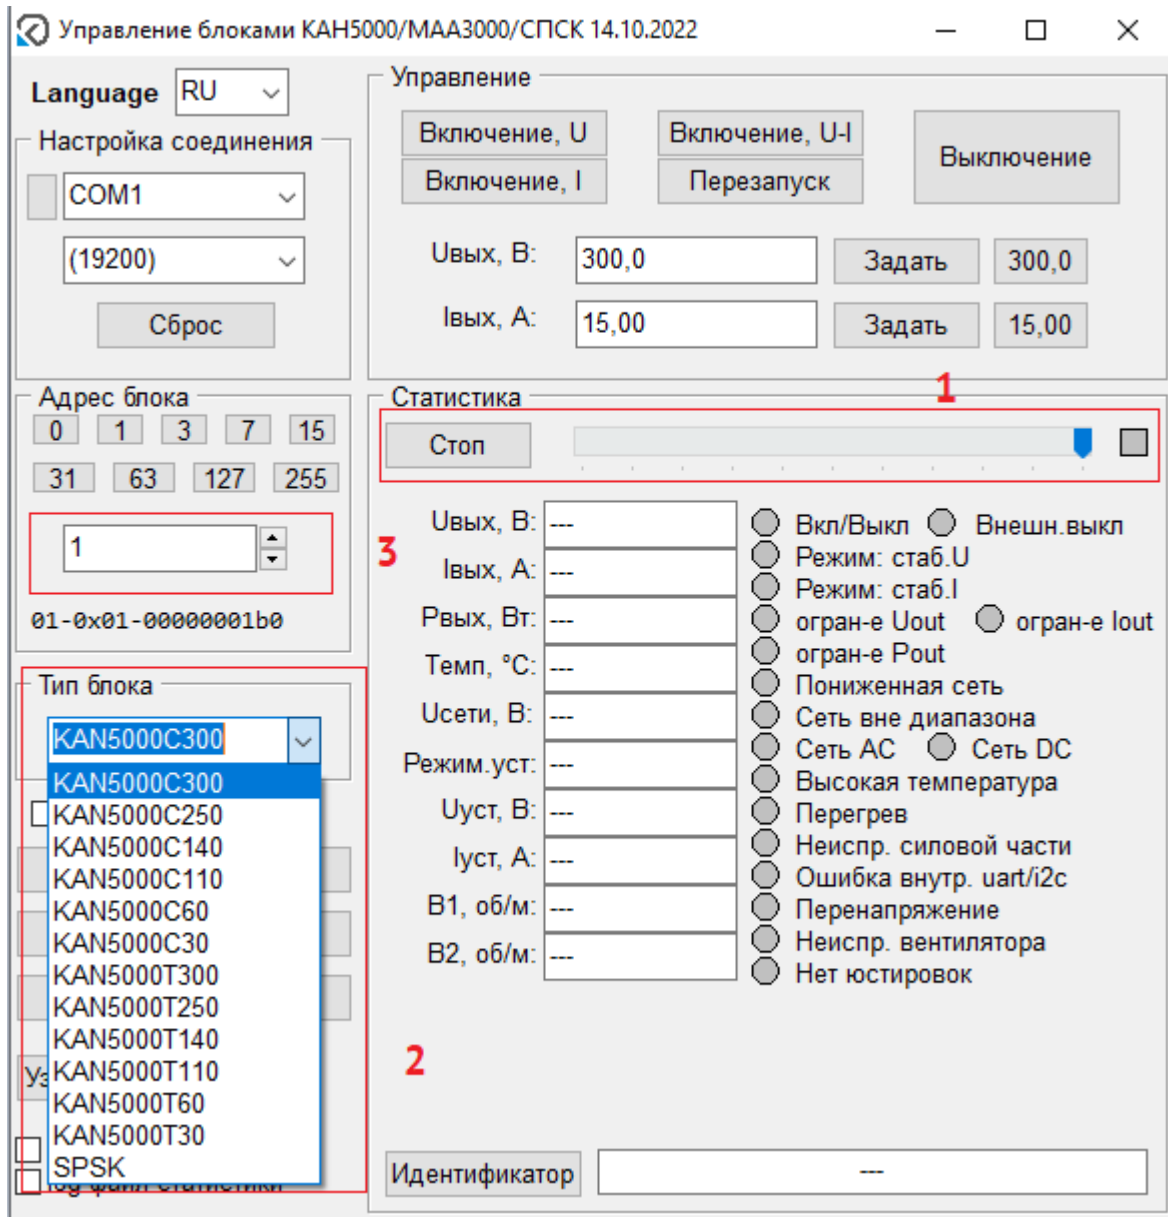 Управление блоками КАН5000/МАА3000/СПСК 14.10.2022
Language RU
Настройка соединения
COM1
(19200)
Сброс
Управление
Включение, U
Включение, U-I
Выключение
Включение, I
Перезапуск
Uвых, В: 300,0 Задать 300,0
Iвых, А: 15,00 Задать 15,00
Адрес блока
0 1 3 7 15
31 63 127 255
1
01-0x01-00000001b0
1
Статистика
Стоп
3
Uвых, В: ---
Iвых, А: ---
Рвых, Вт: ---
Темп, °С: ---
Uсети, В: ---
Режим.уст: ---
Uуст, В: ---
Iуст, А: ---
В1, об/м: ---
В2, об/м: ---
Вкл/Выкл Внешн.выкл
Режим: стаб.U
Режим: стаб.I
огран-е Uout огран-е Iout
огран-е Pout
Пониженная сеть
Сеть вне диапазона
Сеть AC Сеть DC
Высокая температура
Перегрев
Неиспр. силовой части
Ошибка внутр. uart/i2c
Перенапряжение
Неиспр. вентилятора
Нет юстировок
Тип блока
KAN5000C300
KAN5000C300
KAN5000C250
KAN5000C140
KAN5000C110
KAN5000C60
KAN5000C30
KAN5000T300
KAN5000T250
KAN5000T140
KAN5000T110
KAN5000T60
KAN5000T30
SPSK
log файл статистики
2
Идентификатор ---